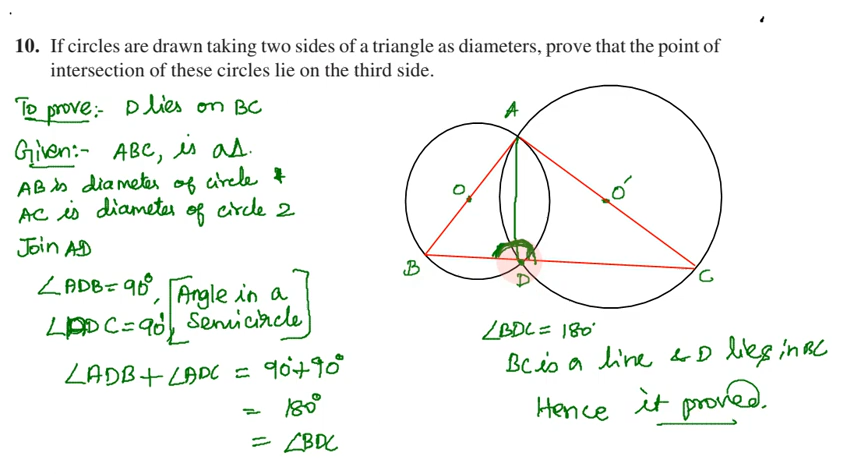 10. If circles are drawn taking two sides of a triangle as diameters, prove that the point of
intersection of these circles lie on the third side.
To prove:- D lies on BC
Given:- ABC, is a Δ.
AB is diameter of circle 1
AC is diameter of circle 2
Join AD
∠ADB = 90°, [Angle in a
∠ADC = 90°, Semicircle]
∠ADB + ∠ADC = 90° + 90°
= 180°
= ∠BDC
A
O
O'
B
D
C
∠BDC = 180°
BC is a line & D lies in BC
Hence it proved.